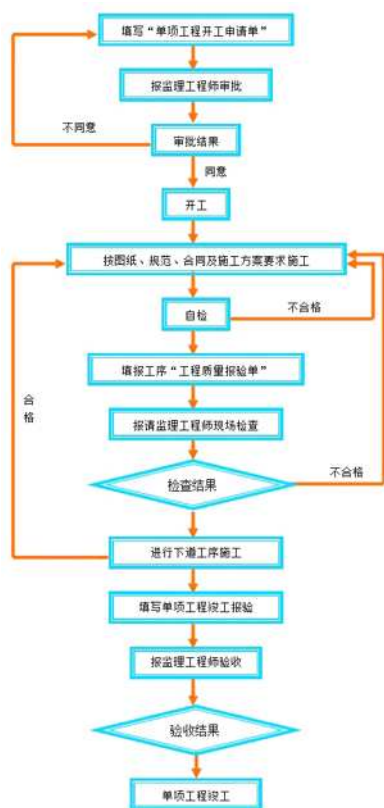 填写“单项工程开工申请单”
报监理工程师审批
不同意
审批结果
同意
开工
按图纸、规范、合同及施工方案要求施工
自检
不合格
填报工序“工程质量报验单”
合
格
报请监理工程师现场检查
不合格
检查结果
进行下道工序施工
填写单项工程竣工报验
报监理工程师验收
验收结果
单项工程竣工